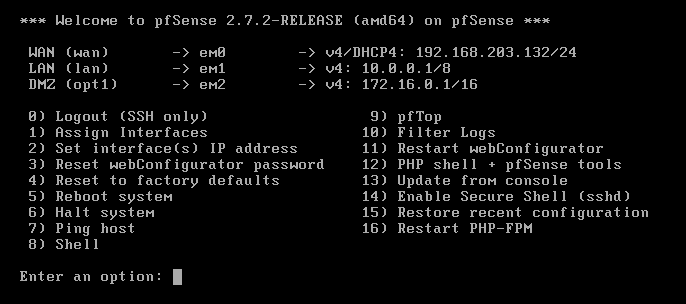 *** Welcome to pfSense 2.7.2-RELEASE (amd64) on pfSense ***
WAN (wan) -> em0 -> v4/DHCP4: 192.168.203.132/24
LAN (lan) -> em1 -> v4: 10.0.0.1/8
DMZ (opt1) -> em2 -> v4: 172.16.0.1/16
0) Logout (SSH only) 9) pfTop
1) Assign Interfaces 10) Filter Logs
2) Set interface(s) IP address 11) Restart webConfigurator
3) Reset webConfigurator password 12) PHP shell + pfSense tools
4) Reset to factory defaults 13) Update from console
5) Reboot system 14) Enable Secure Shell (sshd)
6) Halt system 15) Restore recent configuration
7) Ping host 16) Restart PHP-FPM
8) Shell
Enter an option: